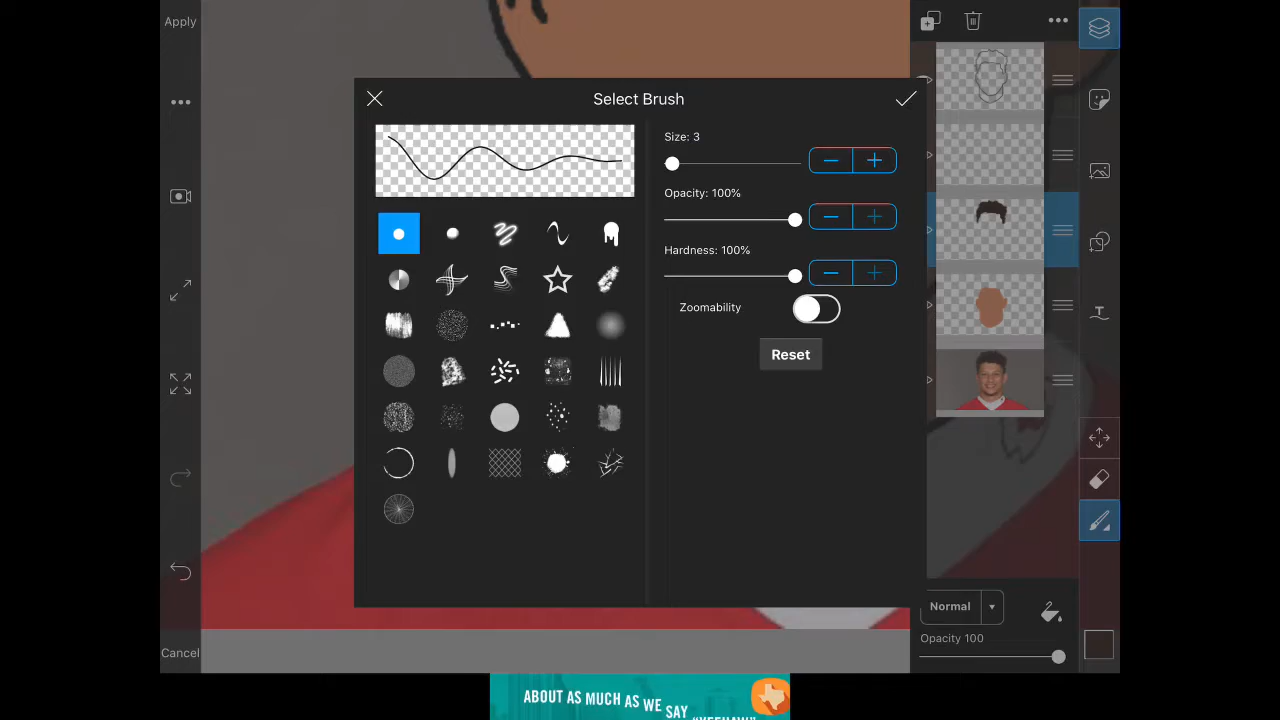 Apply
Select Brush
Size: 3
Opacity: 100%
Hardness: 100%
Zoomability
Reset
Normal
Opacity 100
Cancel
ABOUT AS MUCH AS WE SAY
"YEEHAW"